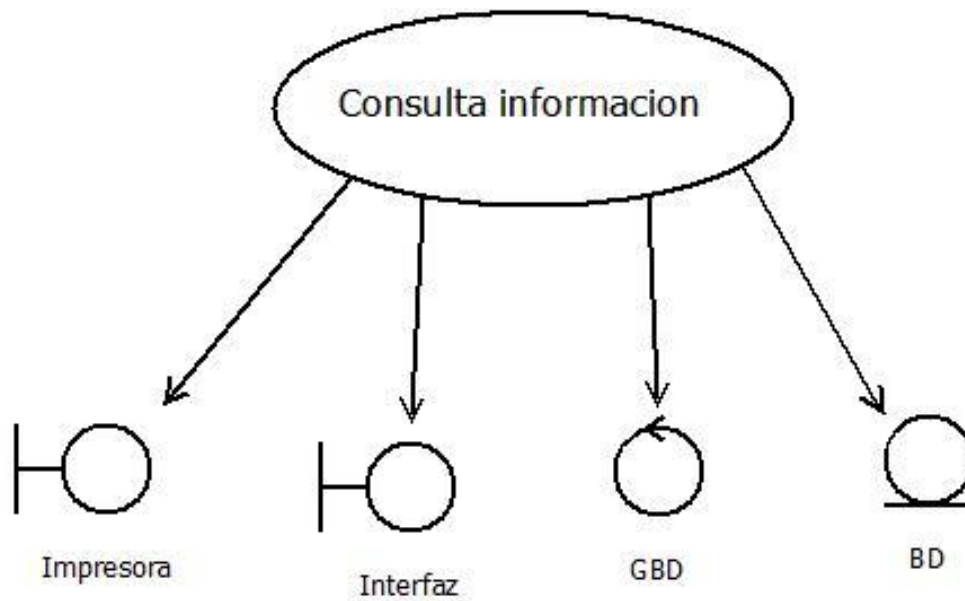 Consulta informacion
Impresora
Interfaz
GBD
BD